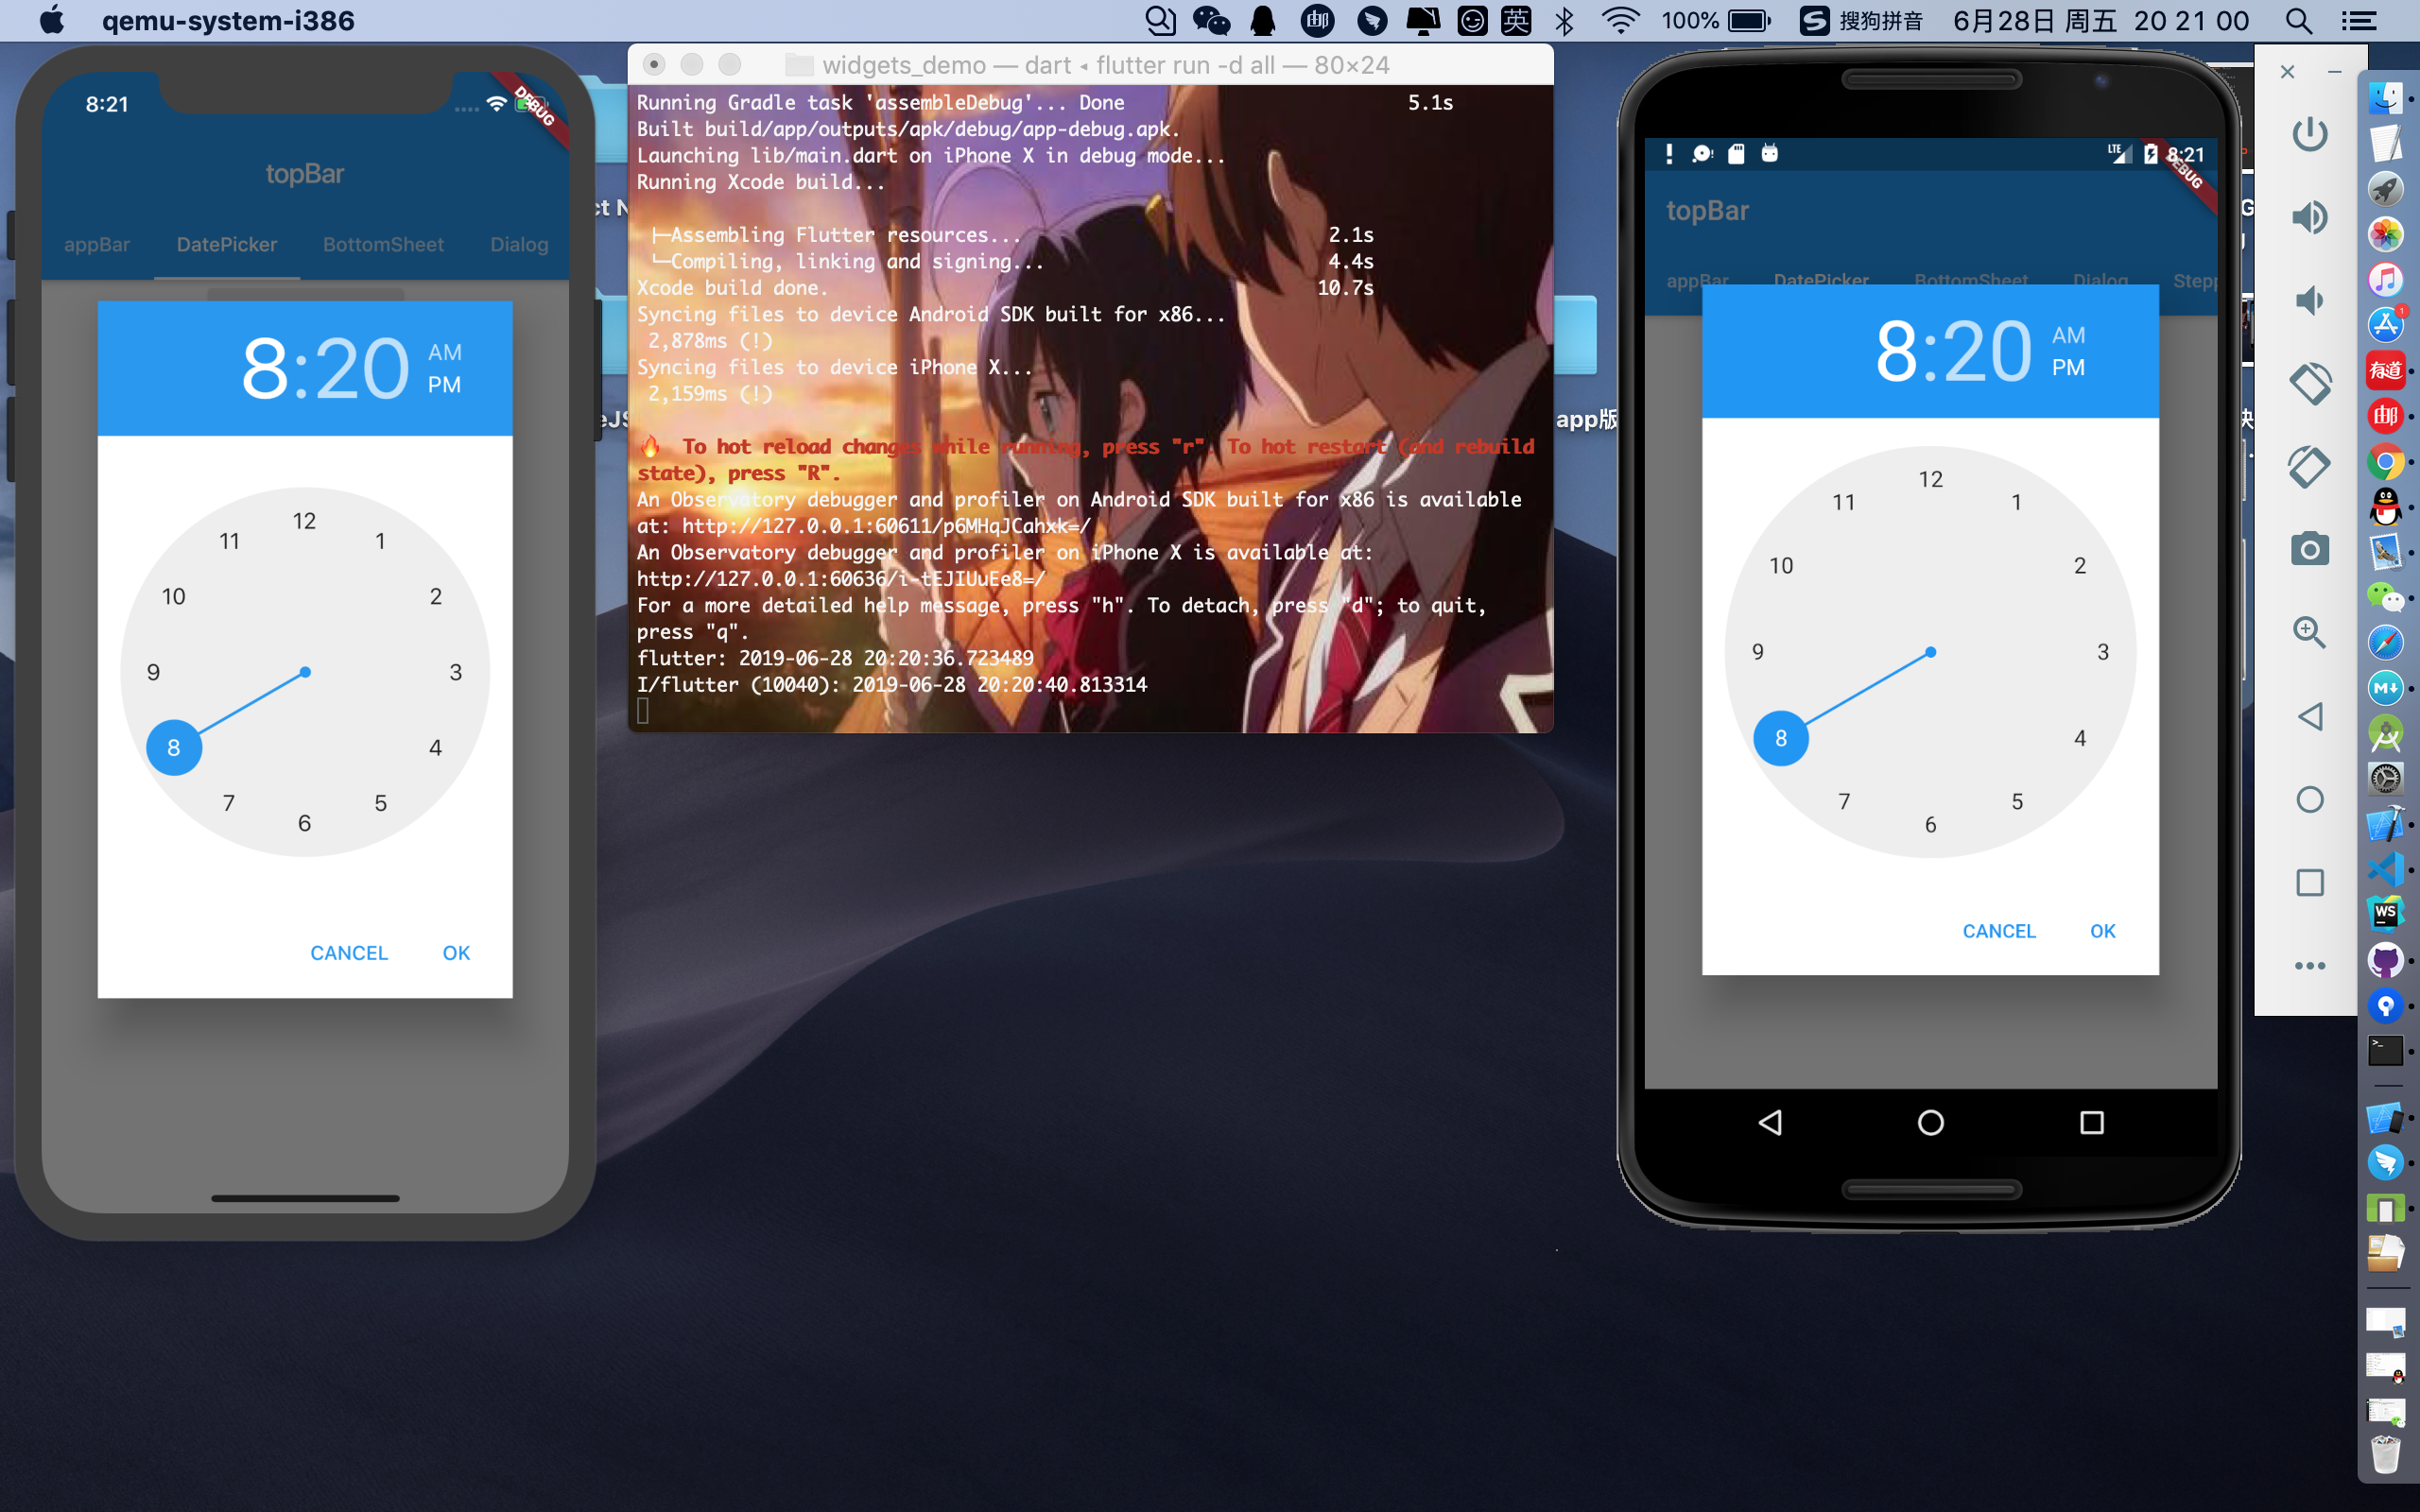 qemu-system-i386
英
100%
搜狗拼音
6月28日 周五 20 21 00
8:21
DEBUG
topBar
appBar DatePicker BottomSheet Dialog
8:20
AM
PM
12
11
1
10
2
9
3
8
4
7
5
6
CANCEL OK
widgets_demo — dart ◂ flutter run -d all — 80×24
Running Gradle task 'assembleDebug'... Done 5.1s
Built build/app/outputs/apk/debug/app-debug.apk.
Launching lib/main.dart on iPhone X in debug mode...
Running Xcode build...
├─Assembling Flutter resources... 2.1s
└─Compiling, linking and signing... 4.4s
Xcode build done. 10.7s
Syncing files to device Android SDK built for x86...
2,878ms (!)
Syncing files to device iPhone X...
2,159ms (!)
🔥 To hot reload changes while running, press "r". To hot restart (and rebuild
state), press "R".
An Observatory debugger and profiler on Android SDK built for x86 is available
at: http://127.0.0.1:60611/p6MHqJCahxk=/
An Observatory debugger and profiler on iPhone X is available at:
http://127.0.0.1:60636/i-tEJIUuEe8=/
For a more detailed help message, press "h". To detach, press "d"; to quit,
press "q".
flutter: 2019-06-28 20:20:36.723489
I/flutter (10040): 2019-06-28 20:20:40.813314
app版
LTE
8:21
DEBUG
topBar
appBar DatePicker BottomSheet Dialog Stepp
8:20
AM
PM
12
11
1
10
2
9
3
8
4
7
5
6
CANCEL OK
1
有道
邮
M
WS